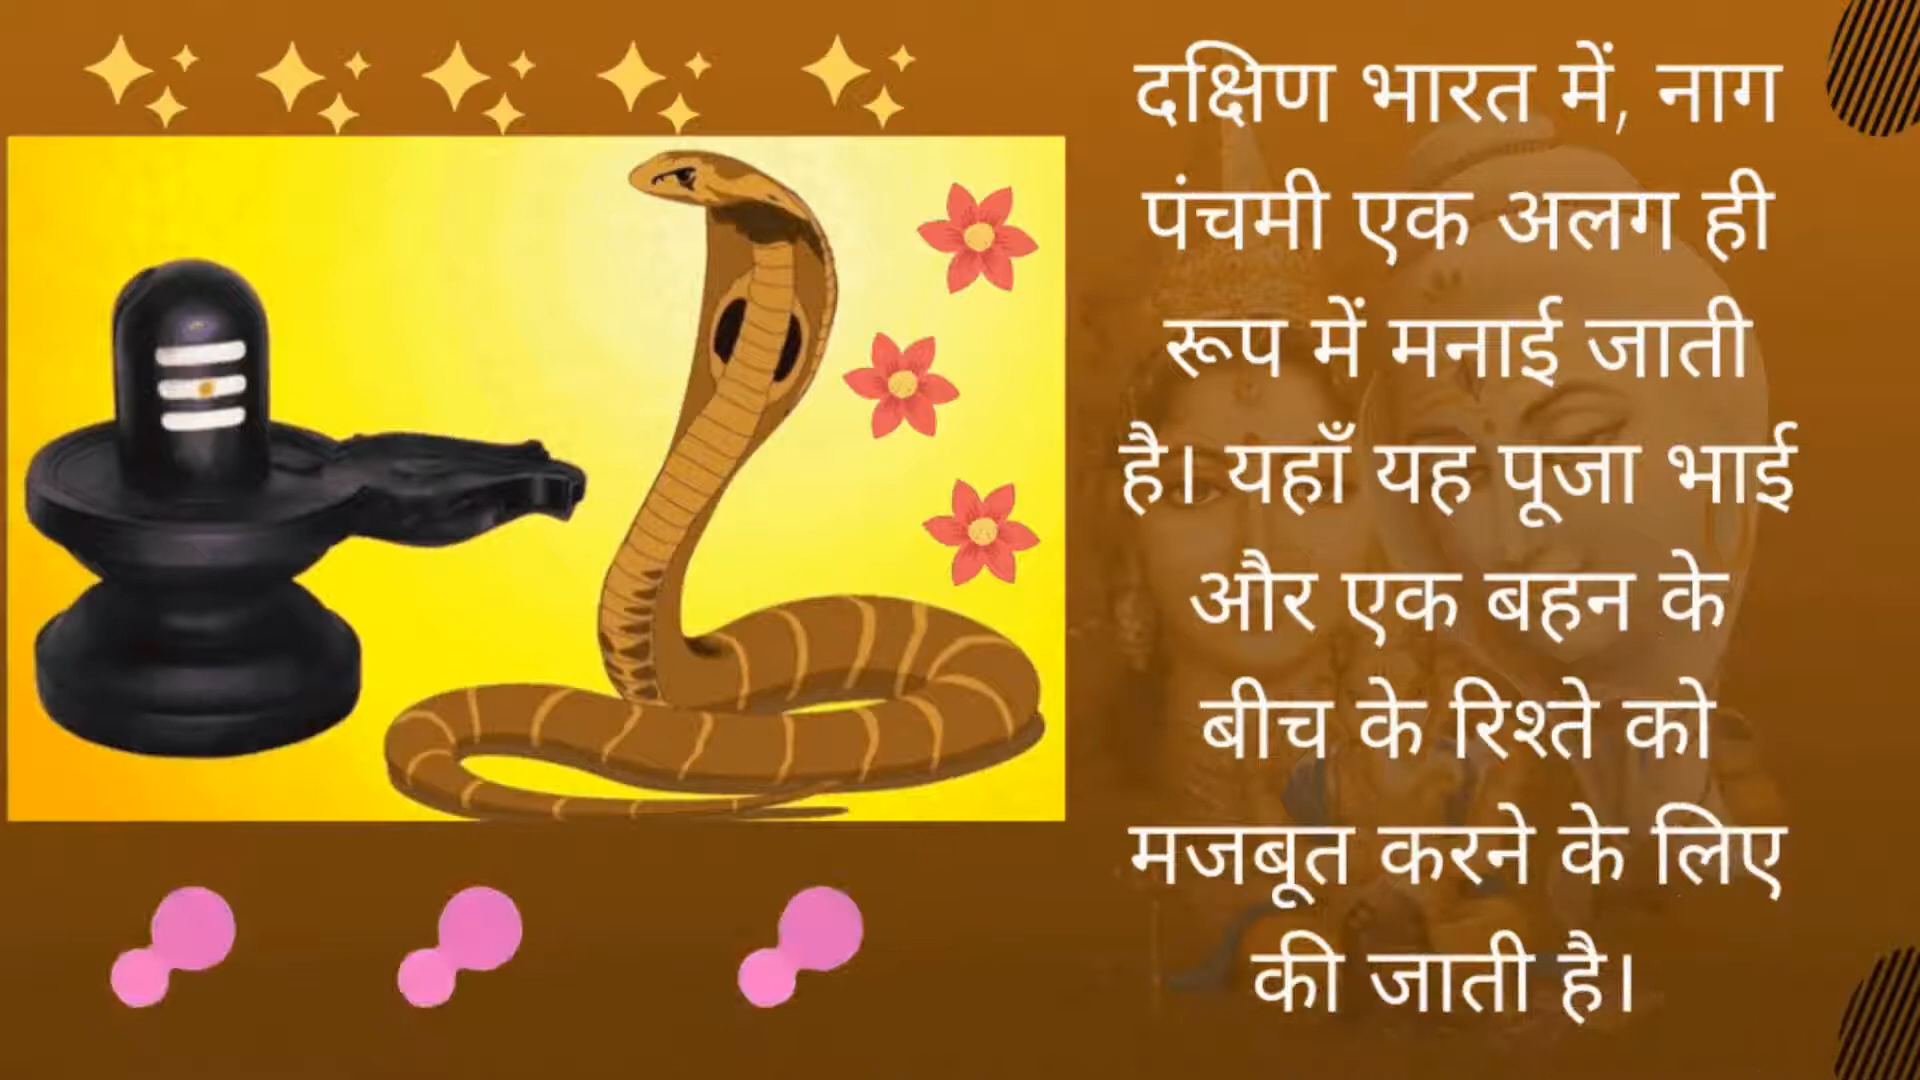 दक्षिण भारत में, नाग
पंचमी एक अलग ही
रूप में मनाई जाती
है। यहाँ यह पूजा भाई
और एक बहन के
बीच के रिश्ते को
मजबूत करने के लिए
की जाती है।